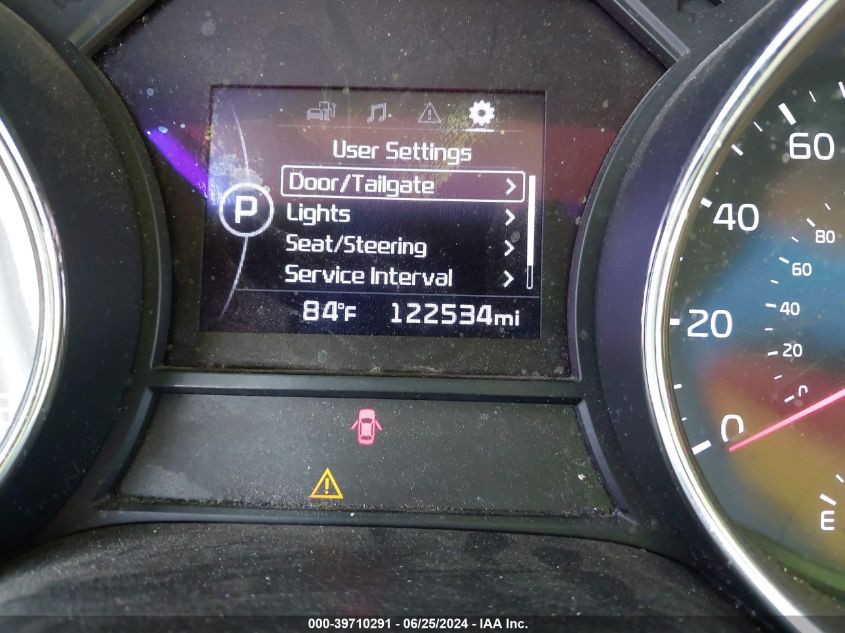 User Settings
Door/Tailgate >
P
Lights >
Seat/Steering >
Service Interval >
84°F 122534mi
60
40
20
0
80
60
40
20
0
E
000-39710291 - 06/25/2024 - IAA Inc.